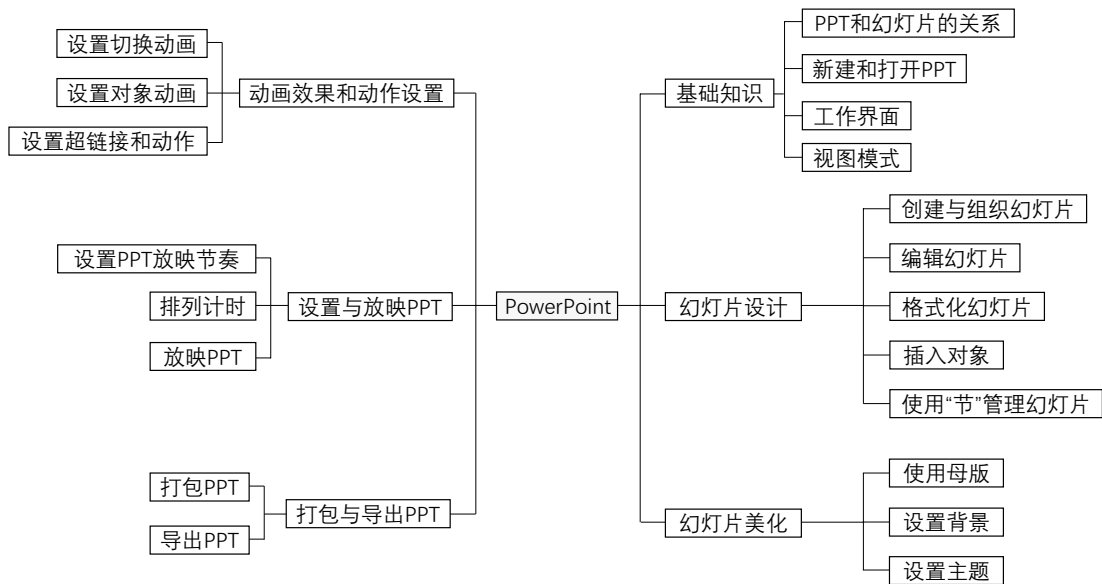 设置切换动画
设置对象动画
设置超链接和动作
动画效果和动作设置
设置PPT放映节奏
排列计时
放映PPT
设置与放映PPT
打包PPT
导出PPT
打包与导出PPT
PowerPoint
基础知识
PPT和幻灯片的关系
新建和打开PPT
工作界面
视图模式
幻灯片设计
创建与组织幻灯片
编辑幻灯片
格式化幻灯片
插入对象
使用“节”管理幻灯片
幻灯片美化
使用母版
设置背景
设置主题